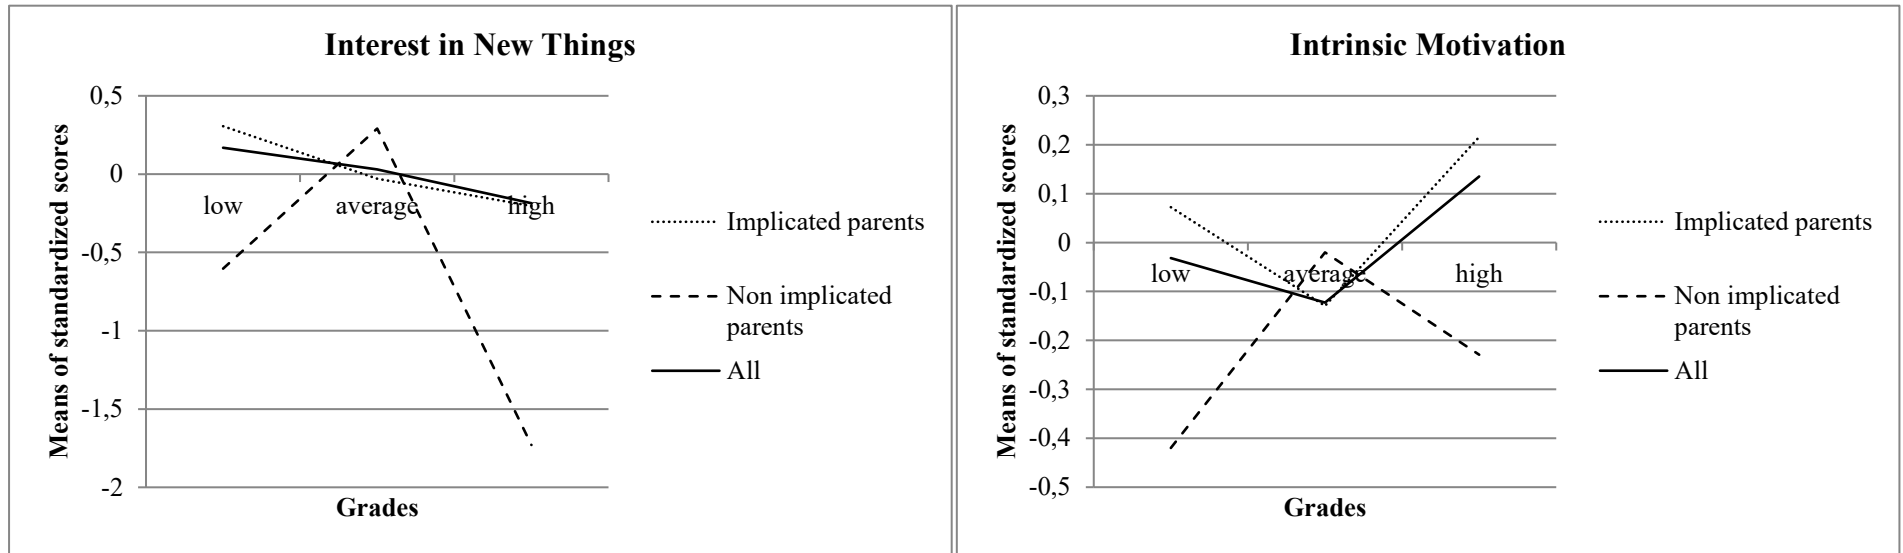 Interest in New Things
Means of standardized scores
0,5
0
-0,5
-1
-1,5
-2
low
average
high
Grades
Implicated parents
Non implicated
parents
All
Intrinsic Motivation
Means of standardized scores
0,3
0,2
0,1
0
-0,1
-0,2
-0,3
-0,4
-0,5
low
average
high
Grades
Implicated parents
Non implicated
parents
All